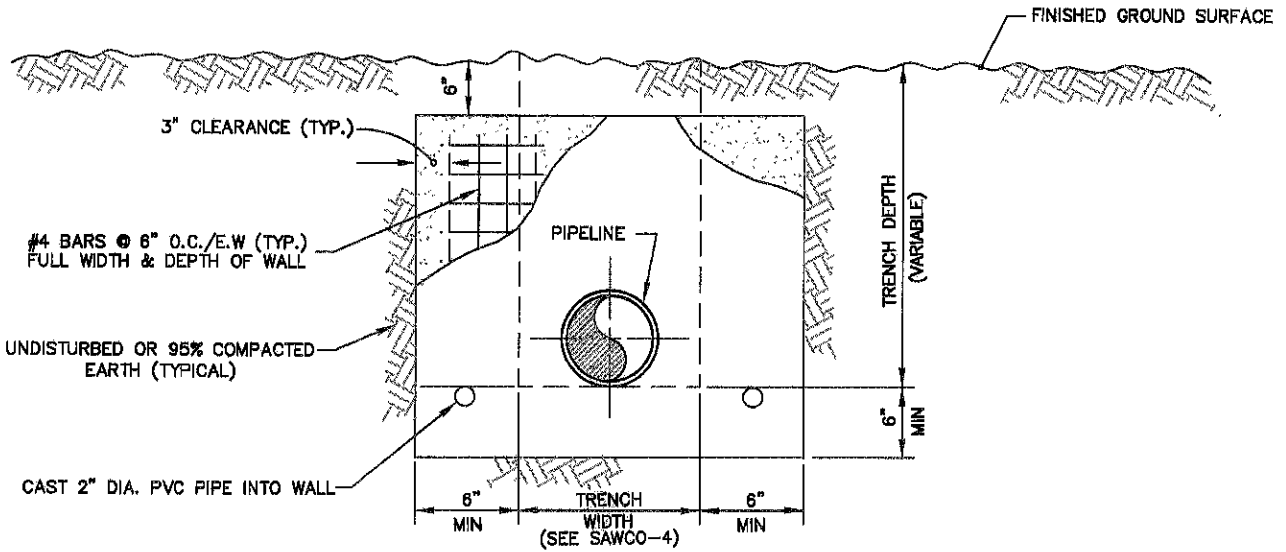 FINISHED GROUND SURFACE
6"
3" CLEARANCE (TYP.)
#4 BARS @ 6" O.C./E.W (TYP.)
FULL WIDTH & DEPTH OF WALL
PIPELINE
TRENCH DEPTH
(VARIABLE)
UNDISTURBED OR 95% COMPACTED
EARTH (TYPICAL)
6"
MIN
CAST 2" DIA. PVC PIPE INTO WALL
6"
MIN
TRENCH
WIDTH
(SEE SAWCO-4)
6"
MIN